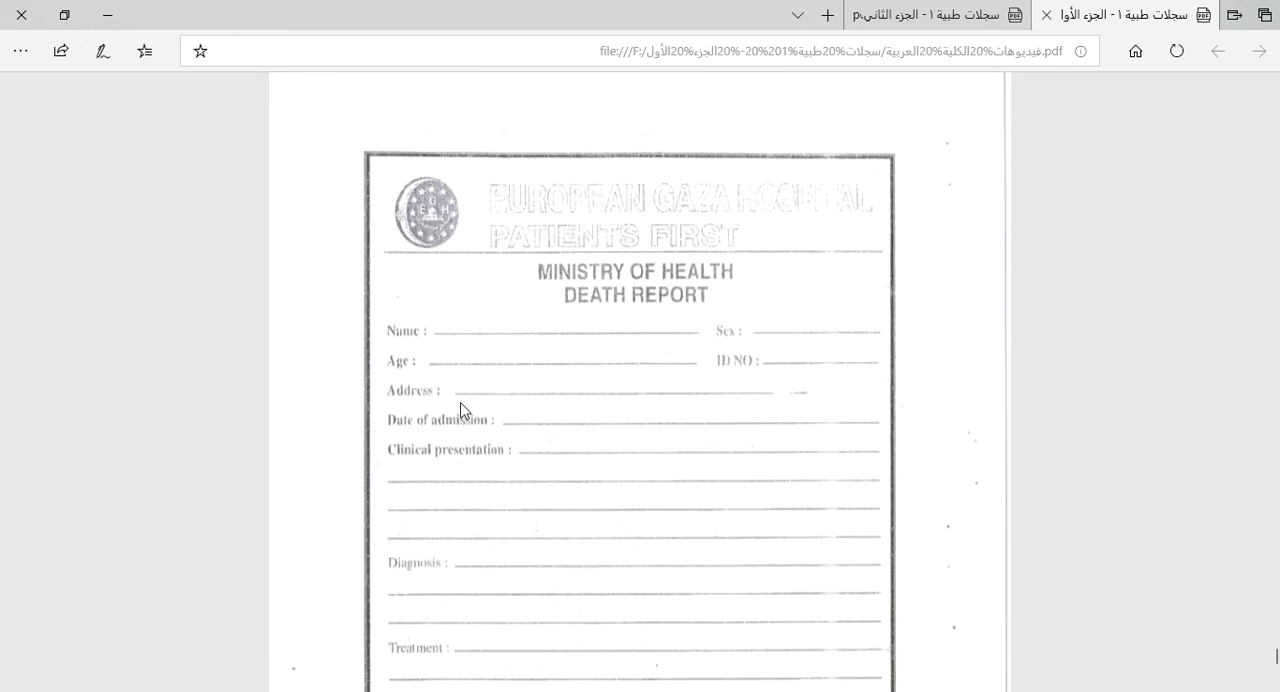 سجلات طبية ١ - الجزء الأوا
سجلات طبية ١ - الجزء الثاني.p
file:///F:/فيديوهات%20الكلية%20العربية/سجلات%20طبية%201%20-%20الجزء%20الأول.pdf
EUROPEAN GAZA HOSPITAL
PATIENT'S FIRST
MINISTRY OF HEALTH
DEATH REPORT
Name :
Sex :
Age :
ID NO :
Address :
Date of admission :
Clinical presentation :
Diagnosis :
Treatment :